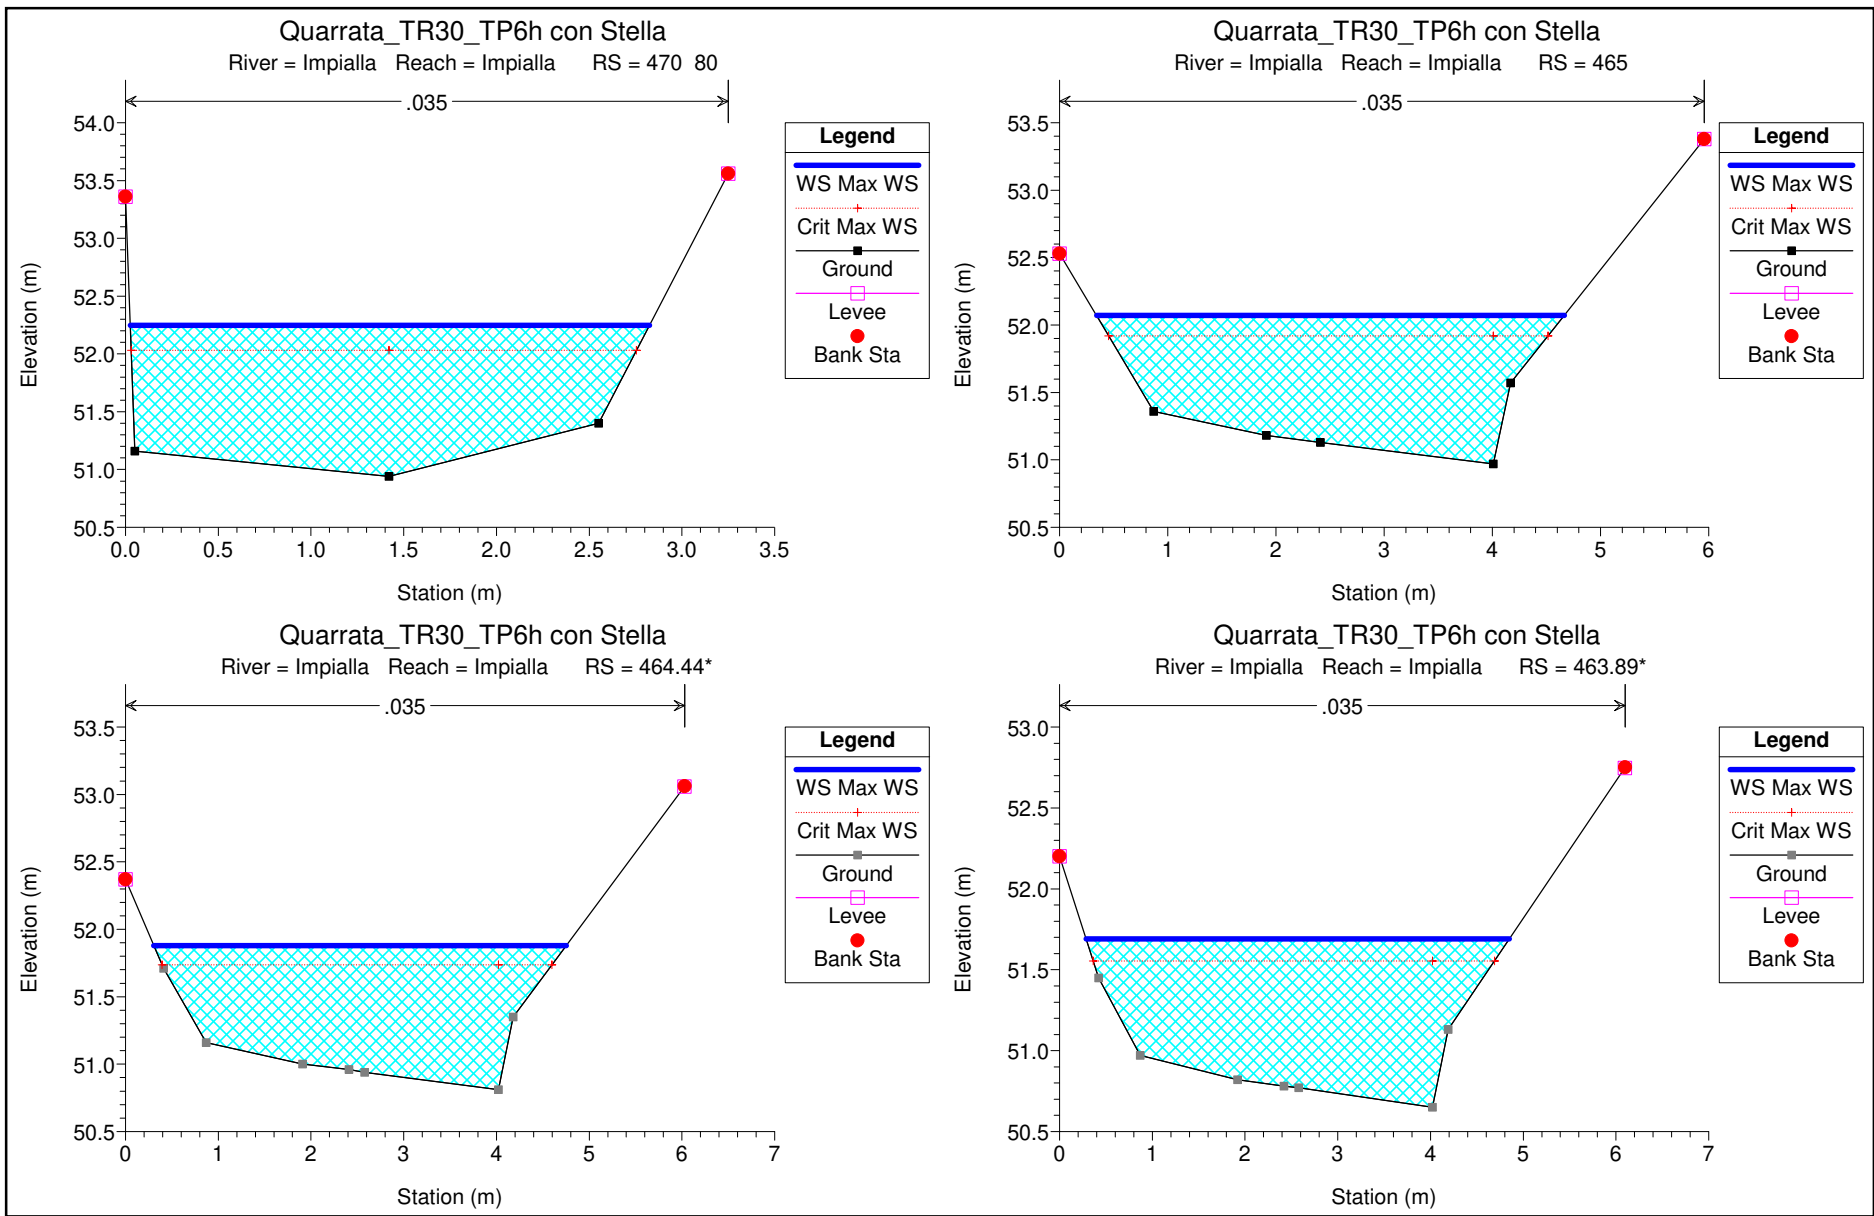 Quarrata_TR30_TP6h con Stella
River = Impialla Reach = Impialla RS = 470 80
.035
54.0
53.5
53.0
52.5
52.0
51.5
51.0
50.5
0.0 0.5 1.0 1.5 2.0 2.5 3.0 3.5
Station (m)
Elevation (m)
Legend
WS Max WS
Crit Max WS
Ground
Levee
Bank Sta
Quarrata_TR30_TP6h con Stella
River = Impialla Reach = Impialla RS = 465
.035
53.5
53.0
52.5
52.0
51.5
51.0
50.5
0 1 2 3 4 5 6
Station (m)
Elevation (m)
Legend
WS Max WS
Crit Max WS
Ground
Levee
Bank Sta
Quarrata_TR30_TP6h con Stella
River = Impialla Reach = Impialla RS = 464.44*
.035
53.5
53.0
52.5
52.0
51.5
51.0
50.5
0 1 2 3 4 5 6 7
Station (m)
Elevation (m)
Legend
WS Max WS
Crit Max WS
Ground
Levee
Bank Sta
Quarrata_TR30_TP6h con Stella
River = Impialla Reach = Impialla RS = 463.89*
.035
53.0
52.5
52.0
51.5
51.0
50.5
0 1 2 3 4 5 6 7
Station (m)
Elevation (m)
Legend
WS Max WS
Crit Max WS
Ground
Levee
Bank Sta